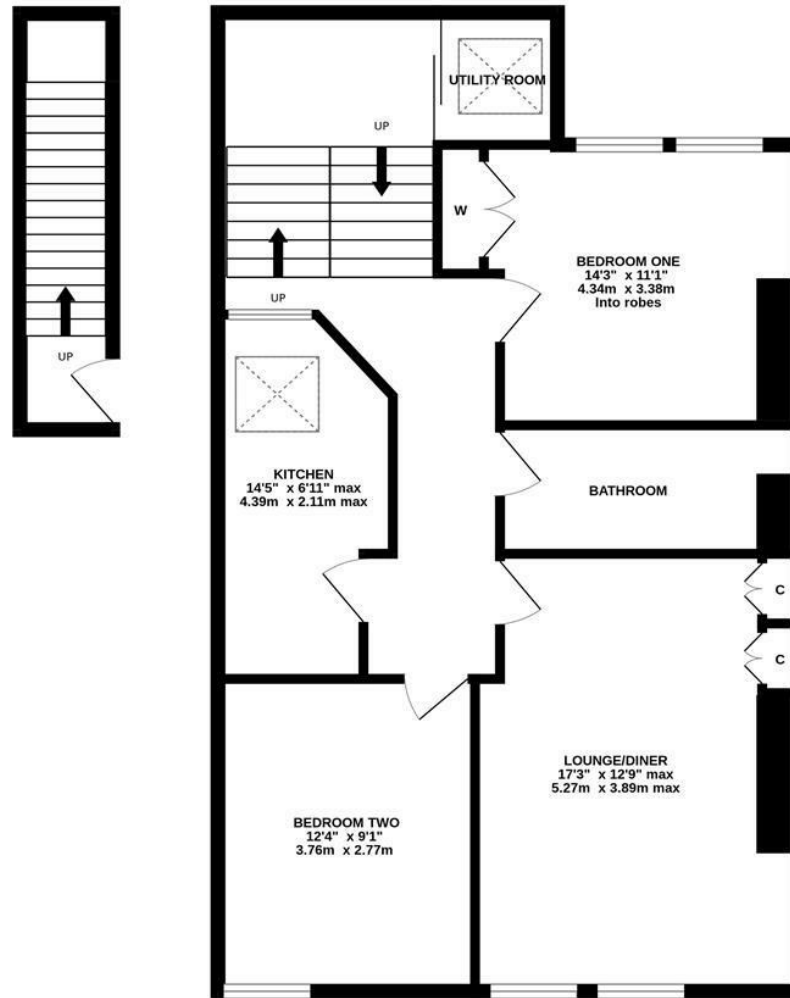 UP
UTILITY ROOM
UP
W
BEDROOM ONE
14'3" x 11'1"
4.34m x 3.38m
Into robes
UP
KITCHEN
14'5" x 6'11" max
4.39m x 2.11m max
BATHROOM
C
C
LOUNGE/DINER
17'3" x 12'9" max
5.27m x 3.89m max
BEDROOM TWO
12'4" x 9'1"
3.76m x 2.77m